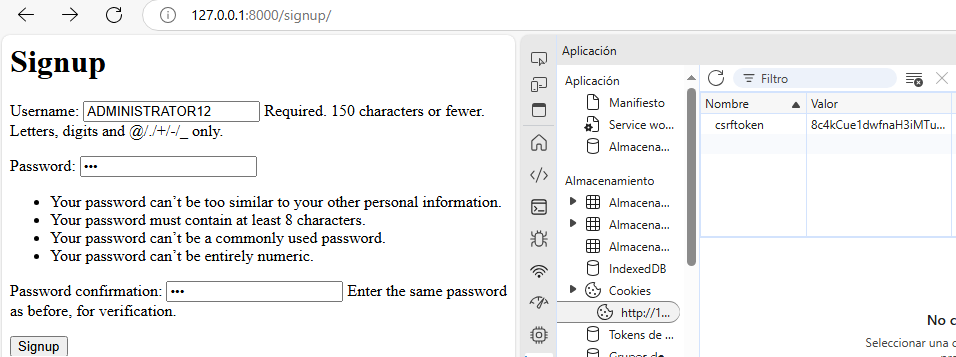 127.0.0.1:8000/signup/
Signup
Username: ADMINISTRATOR12 Required. 150 characters or fewer.
Letters, digits and @/./+/-/_ only.
Password: •••
• Your password can’t be too similar to your other personal information.
• Your password must contain at least 8 characters.
• Your password can’t be a commonly used password.
• Your password can’t be entirely numeric.
Password confirmation: ••• Enter the same password
as before, for verification.
Signup
Aplicación
Aplicación
Manifiesto
Service wo...
Almacena...
Almacenamiento
Almacena...
Almacena...
Almacena...
IndexedDB
Cookies
http://1...
Tokens de ...
Filtro
Nombre Valor
csrftoken 8c4kCue1dwfnaH3iMTu...
No c
Seleccionar una c